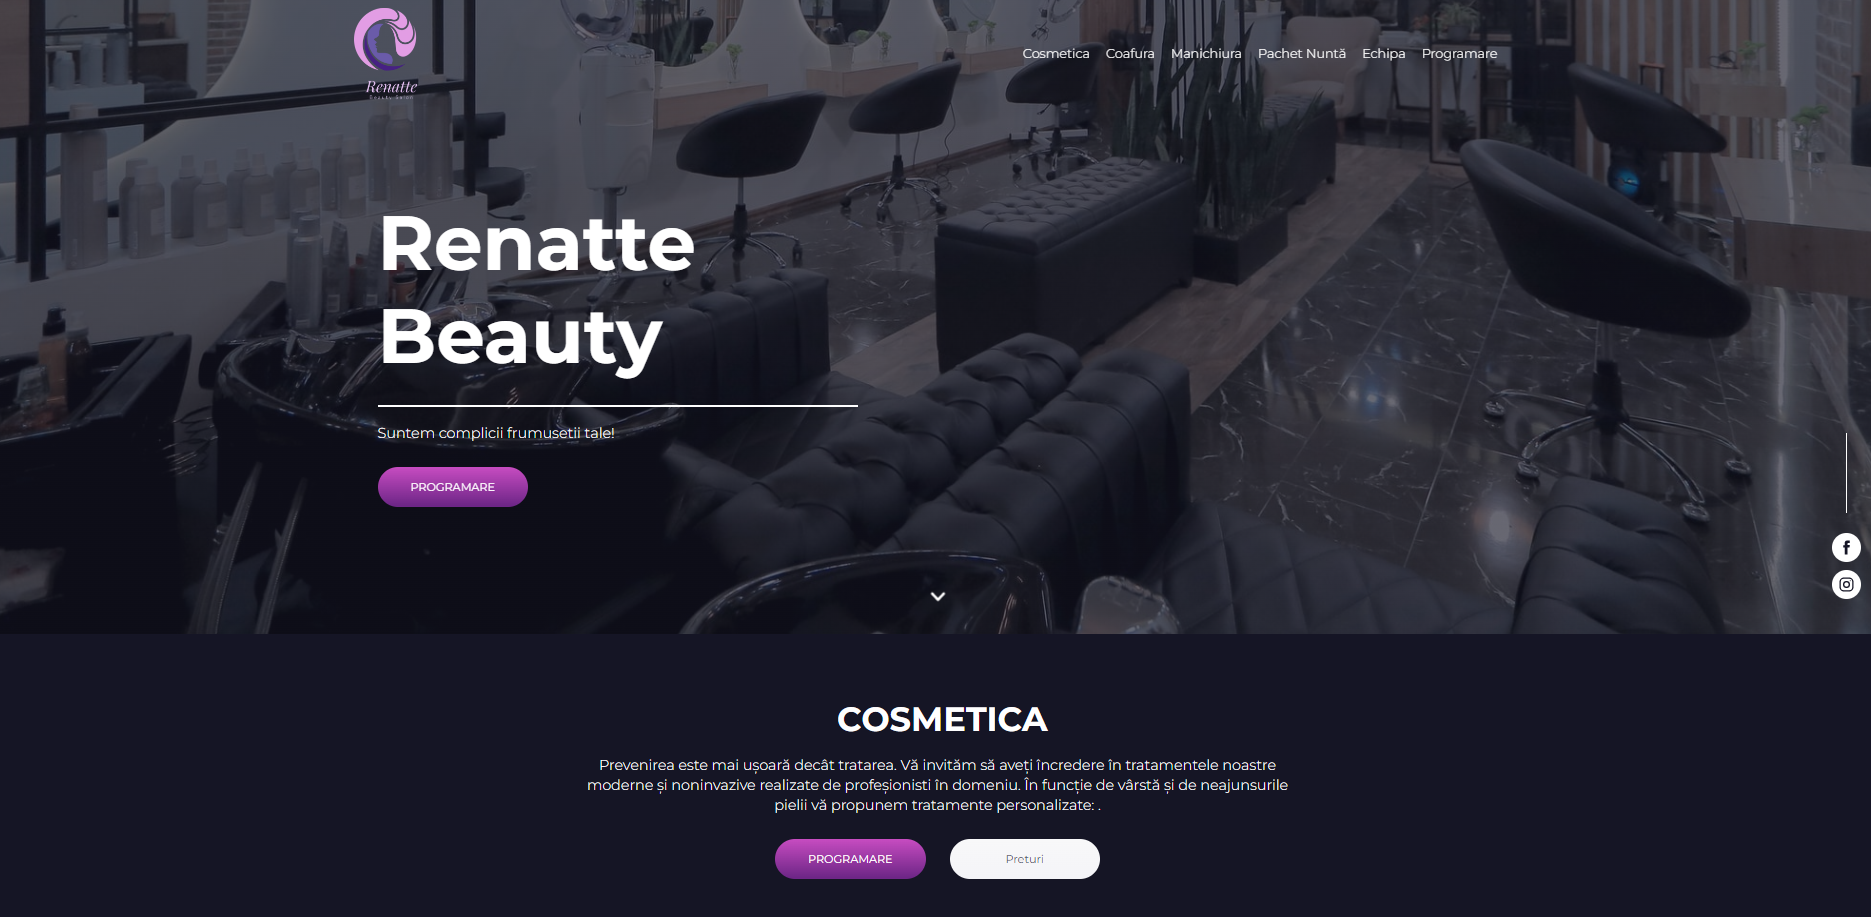 Renatte
Beauty Salon
Cosmetica Coafura Manichiura Pachet Nuntă Echipa Programare
Renatte
Beauty
Suntem complicii frumusetii tale!
PROGRAMARE
COSMETICA
Prevenirea este mai ușoară decât tratarea. Vă invităm să aveți încredere în tratamentele noastre
moderne și noninvazive realizate de profesioniști în domeniu. În funcție de vârstă și de neajunsurile
pielii vă propunem tratamente personalizate: .
PROGRAMARE Preturi